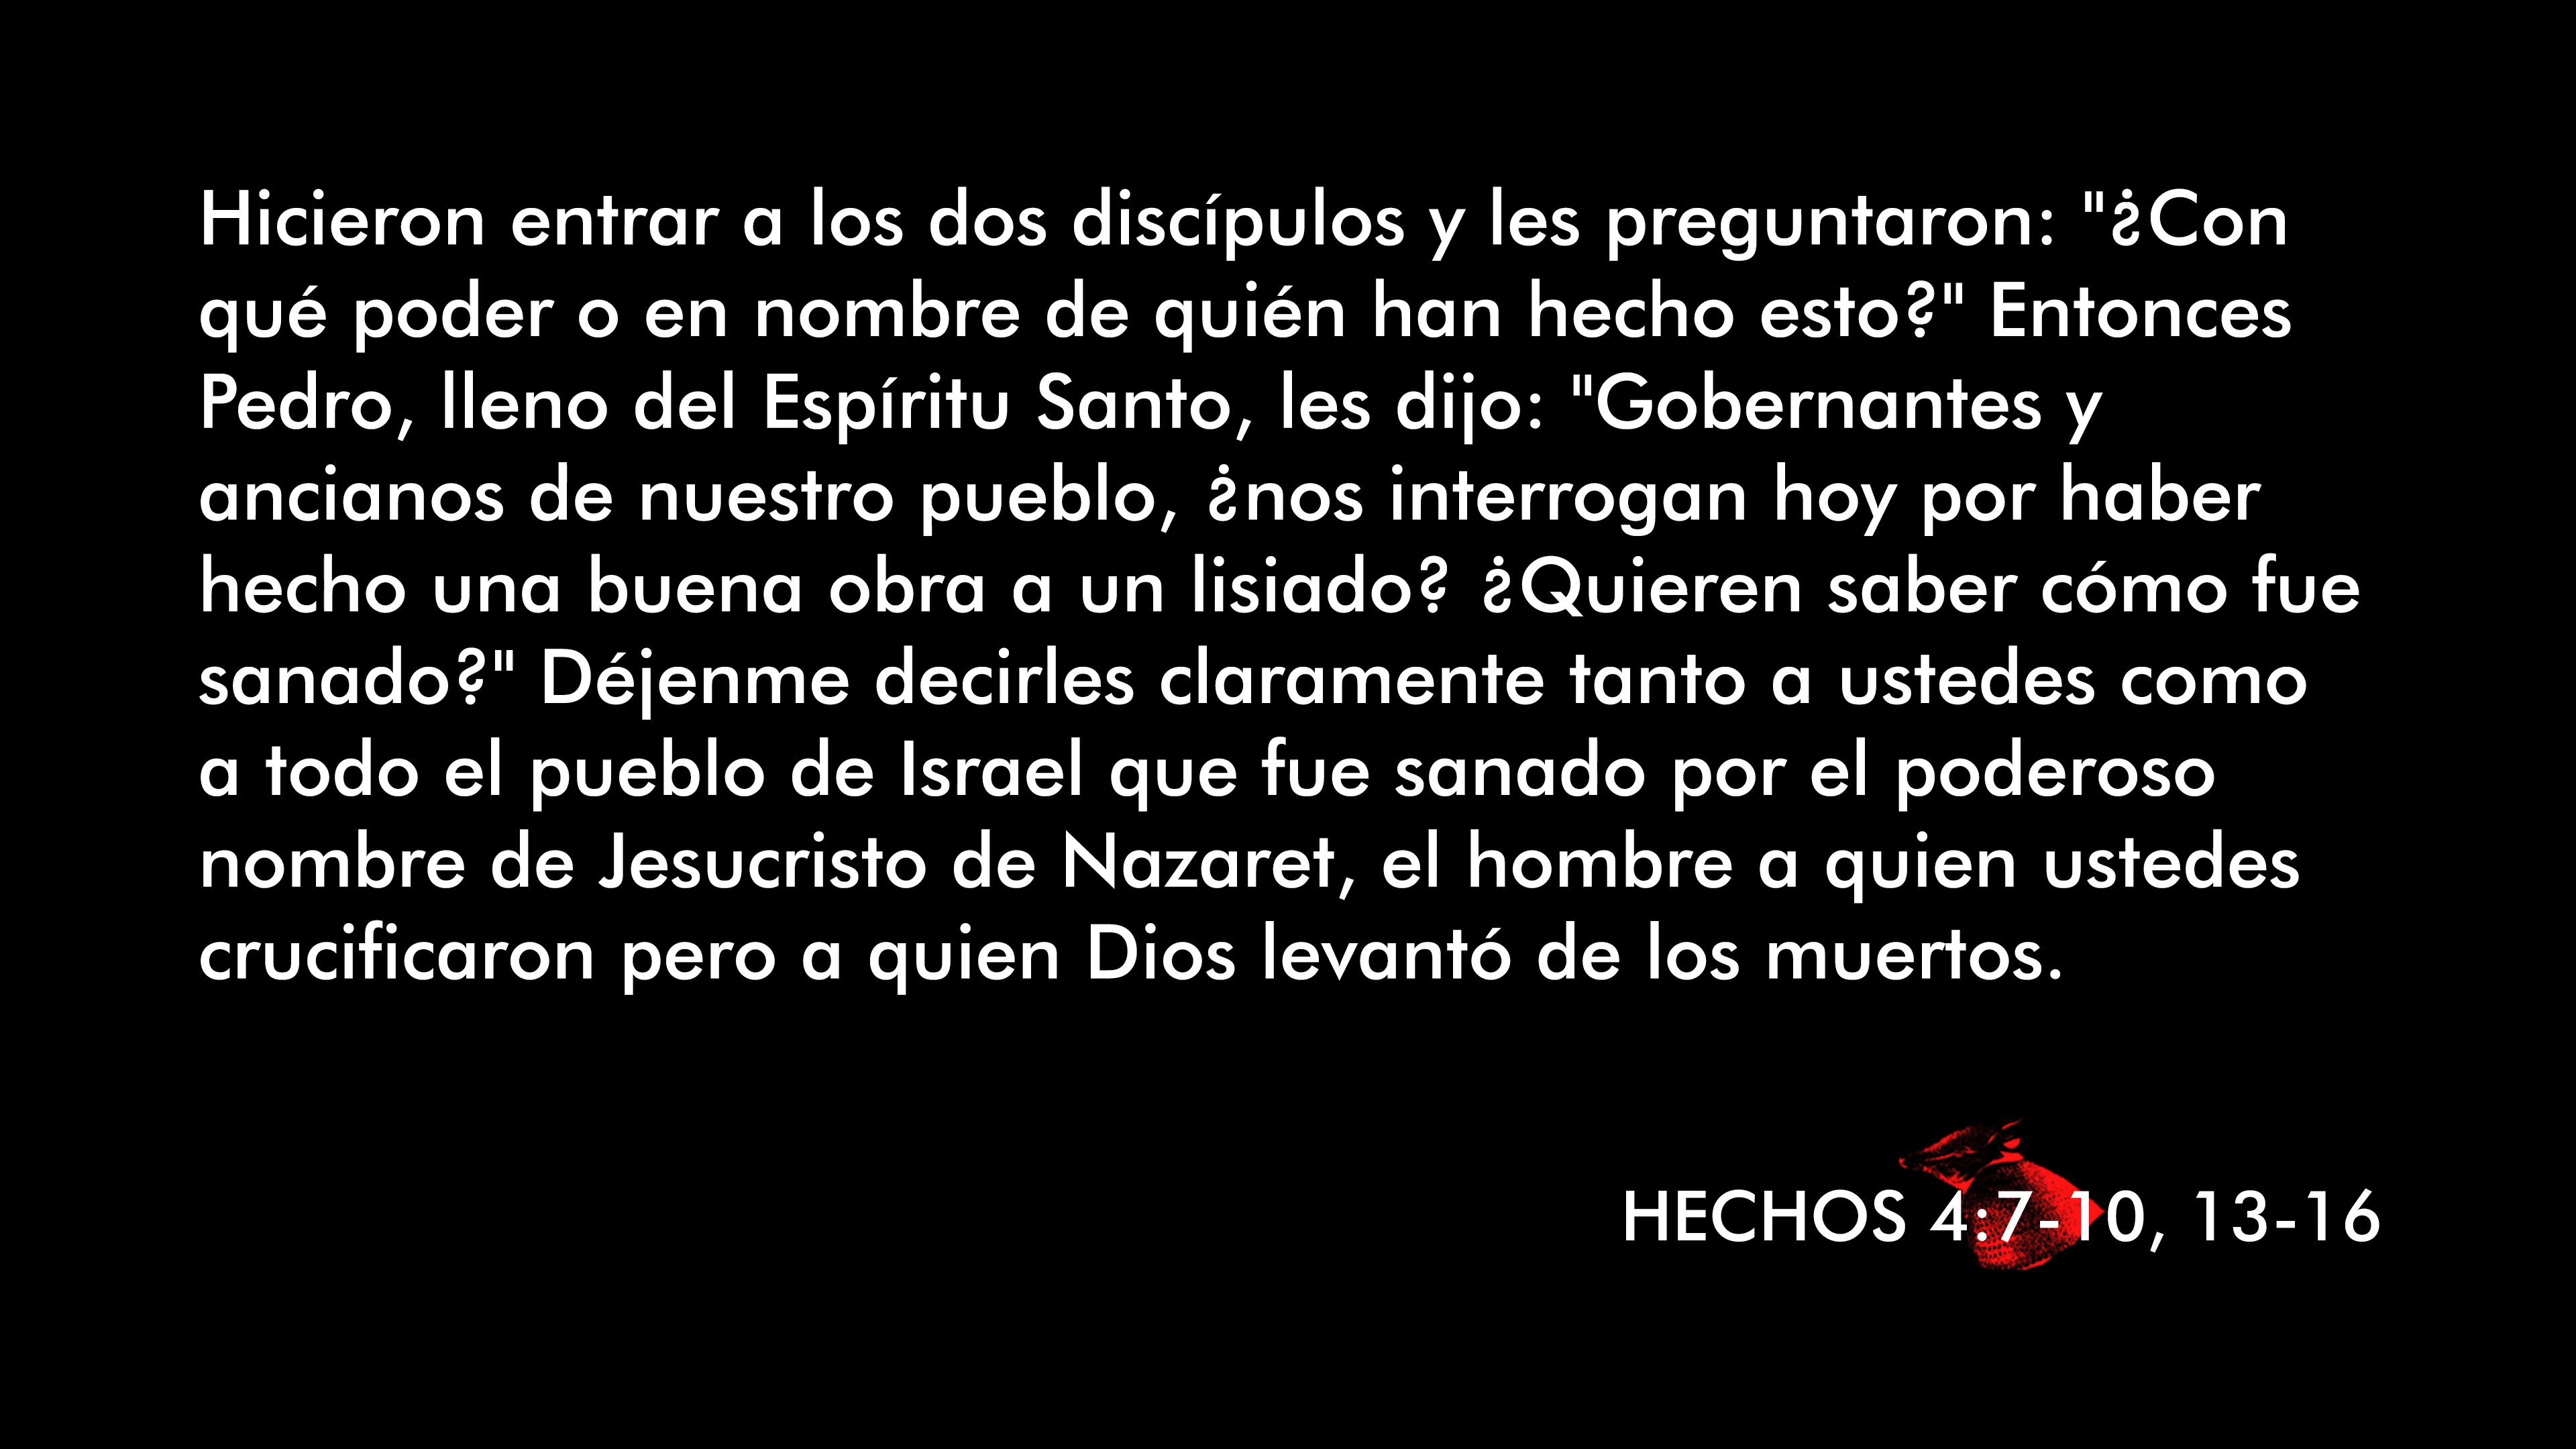 Hicieron entrar a los dos discípulos y les preguntaron: "¿Con
qué poder o en nombre de quién han hecho esto?" Entonces
Pedro, lleno del Espíritu Santo, les dijo: "Gobernantes y
ancianos de nuestro pueblo, ¿nos interrogan hoy por haber
hecho una buena obra a un lisiado? ¿Quieren saber cómo fue
sanado?" Déjenme decirles claramente tanto a ustedes como
a todo el pueblo de Israel que fue sanado por el poderoso
nombre de Jesucristo de Nazaret, el hombre a quien ustedes
crucificaron pero a quien Dios levantó de los muertos.
HECHOS 4:7-10, 13-16